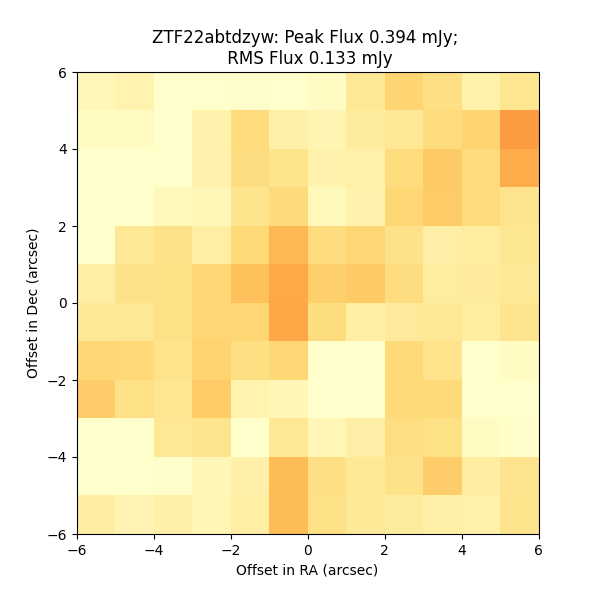 ZTF22abtdzyw: Peak Flux 0.394 mJy;
RMS Flux 0.133 mJy
6
4
2
0
−2
−4
−6
Offset in Dec (arcsec)
−6 −4 −2 0 2 4 6
Offset in RA (arcsec)